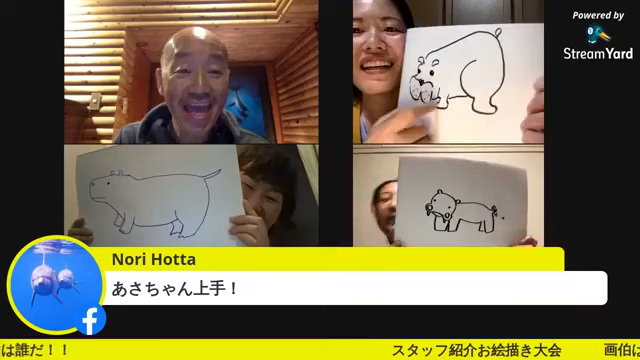 Powered by
StreamYard
Nori Hotta
あさちゃん上手！
は誰だ！！
スタッフ紹介お絵描き大会
画伯は